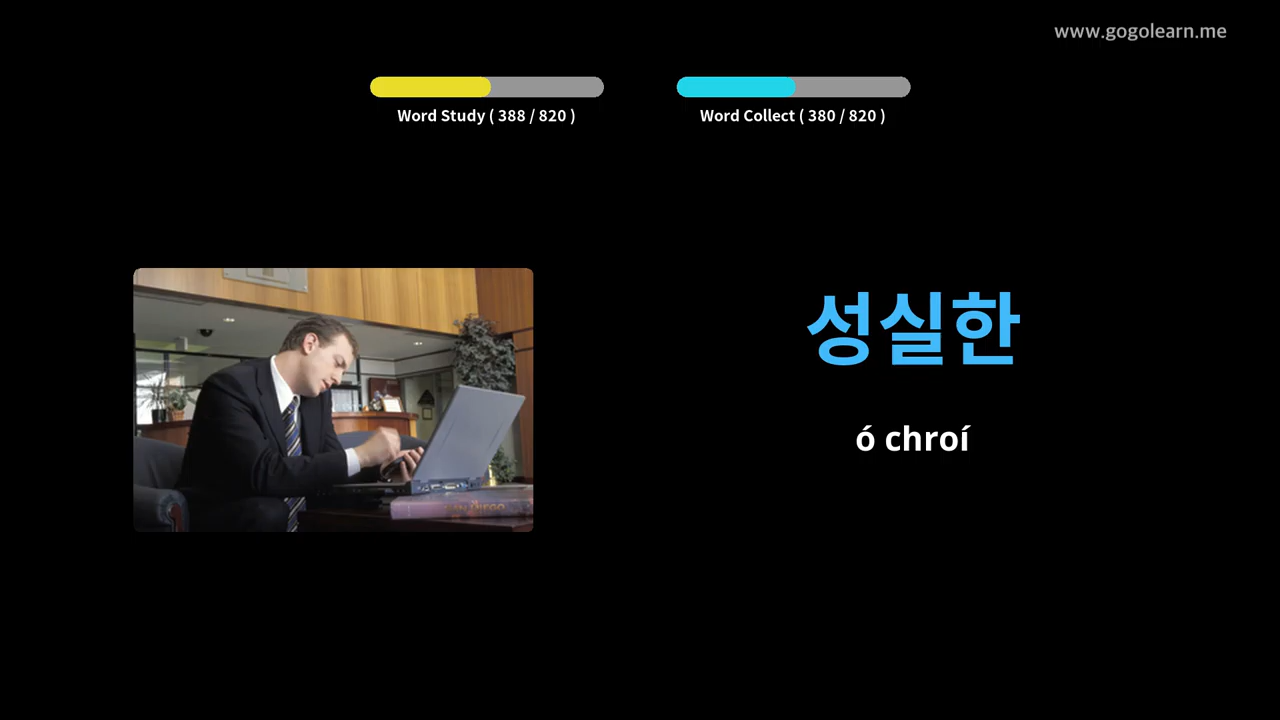 www.gogolearn.me
Word Study ( 388 / 820 )
Word Collect ( 380 / 820 )
성실한
ó chroí